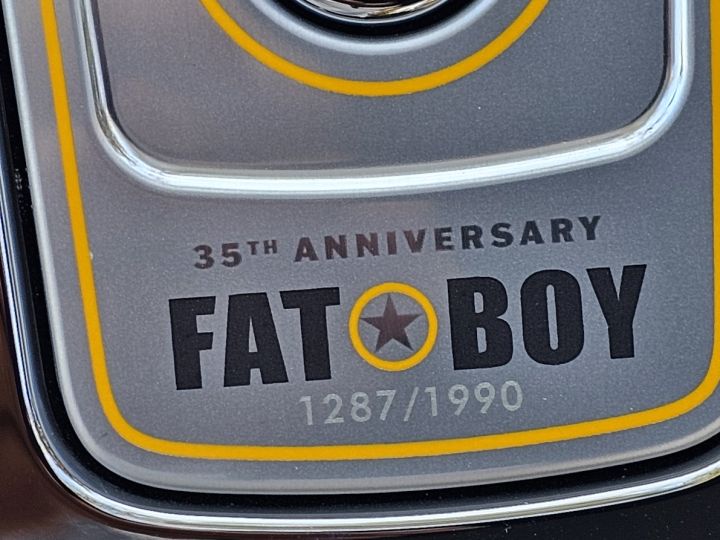 35TH ANNIVERSARY
FAT BOY
1287/1990